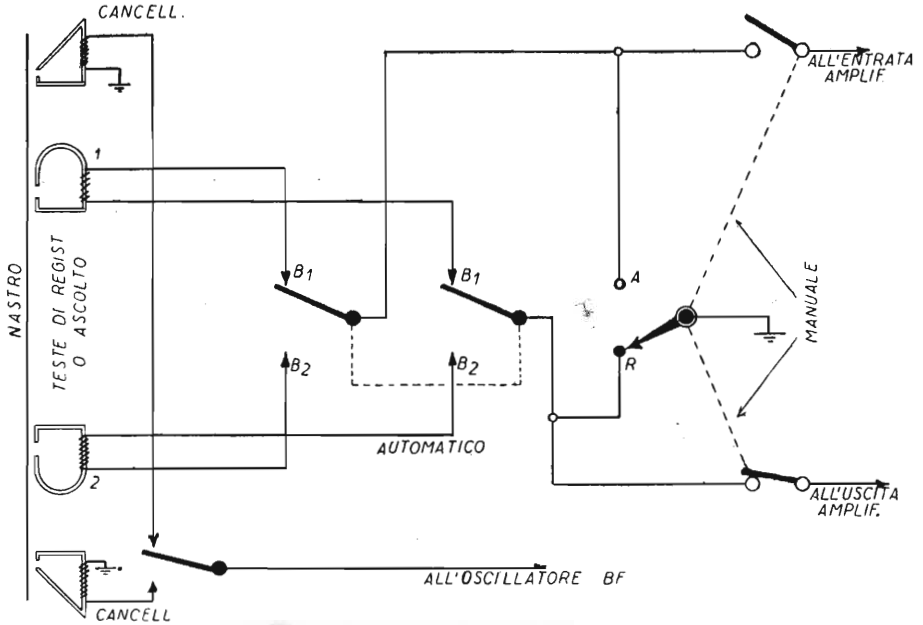 CANCELL.
ALL'ENTRATA
AMPLIF.
1
NASTRO
TESTE DI REGIST
O ASCOLTO
B1
B1
A
MANUALE
R
B2
B2
AUTOMATICO
2
ALL'USCITA
AMPLIF.
ALL'OSCILLATORE BF
CANCELL